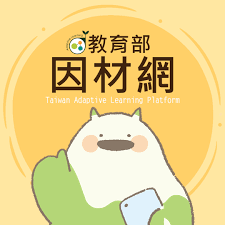 教育部
因材網
Taiwan Adaptive Learning Platform